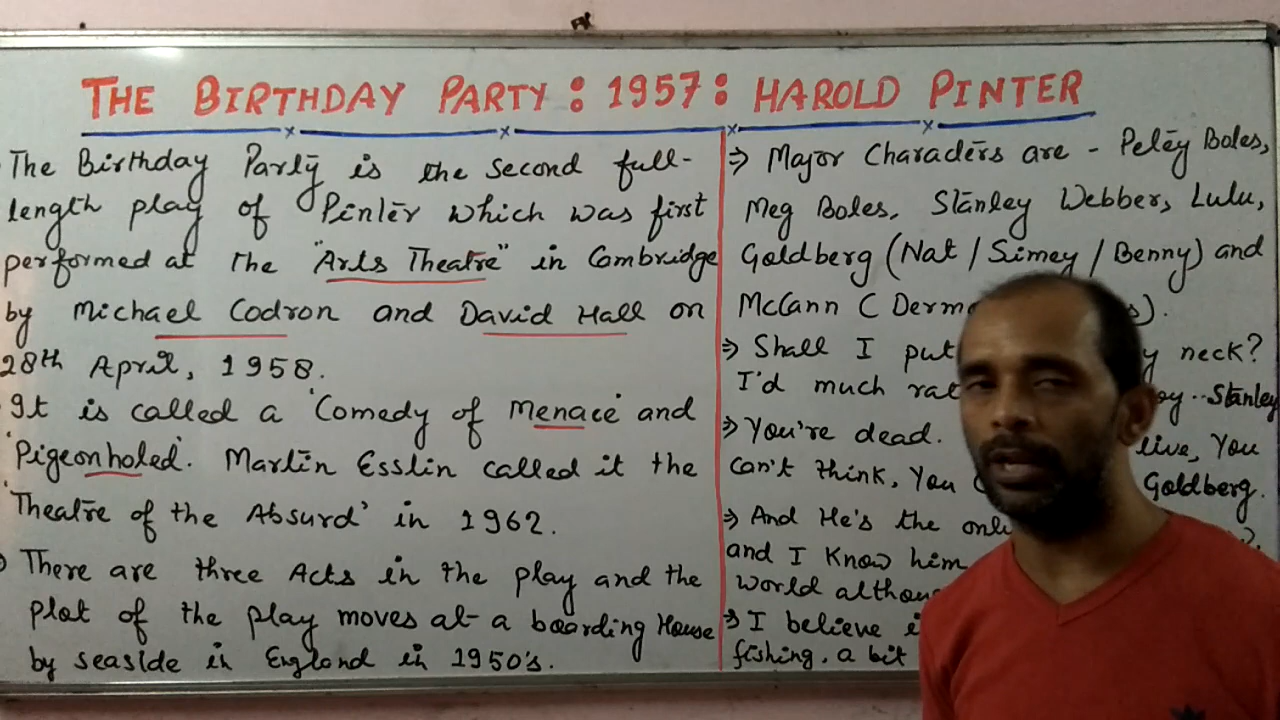 THE BIRTHDAY PARTY : 1957 : HAROLD PINTER
The Birthday Party is the second full-
length play of Pinter which was first
performed at the "Arts Theatre" in Cambridge
by Michael Codron and David Hall on
28th April, 1958.
It is called a 'Comedy of Menace' and
'Pigeonholed'. Martin Esslin called it the
'Theatre of the Absurd' in 1962.
There are three Acts in the play and the
plot of the play moves at a boarding House
by seaside in England in 1950's.
⇒ Major Characters are - Petey Boles,
Meg Boles, Stanley Webber, Lulu,
Goldberg (Nat / Simey / Benny) and
McCann (
⇒ Shall I put neck?
I'd much Stanley
⇒ You're dead. live, You
can't think, You Goldberg.
⇒ And He's the
and I Know him
world
⇒ I believe
fishing, a bit